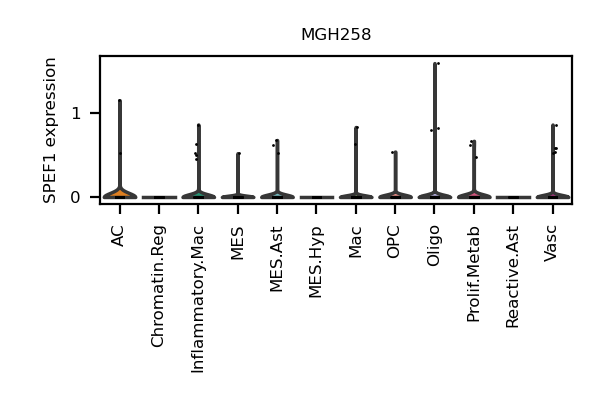 MGH258
SPEF1 expression
1
0
AC
Chromatin.Reg
Inflammatory.Mac
MES
MES.Ast
MES.Hyp
Mac
OPC
Oligo
Prolif.Metab
Reactive.Ast
Vasc